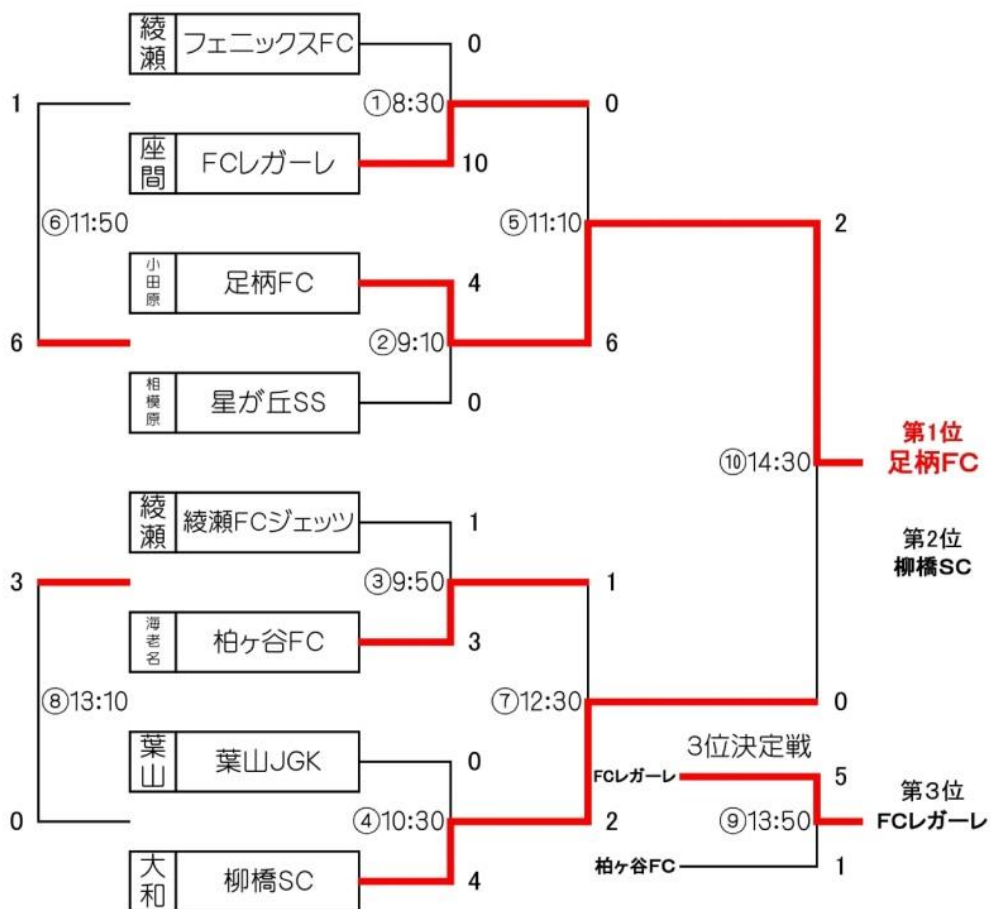 綾瀬 フェニックスFC 0
1 ①8:30 0
座間 FCレガーレ 10
⑥11:50 ⑤11:10 2
小田原 足柄FC 4
6 ②9:10 6
相模原 星が丘SS 0
第1位
⑩14:30 足柄FC
綾瀬 綾瀬FCジェッツ 1
第2位
柳橋SC
3 ③9:50 1
海老名 柏ヶ谷FC 3
⑧13:10 ⑦12:30 0
3位決定戦
葉山 葉山JGK 0
FCレガーレ 5
第3位
0 ④10:30 2 ⑨13:50 FCレガーレ
柏ヶ谷FC 1
大和 柳橋SC 4